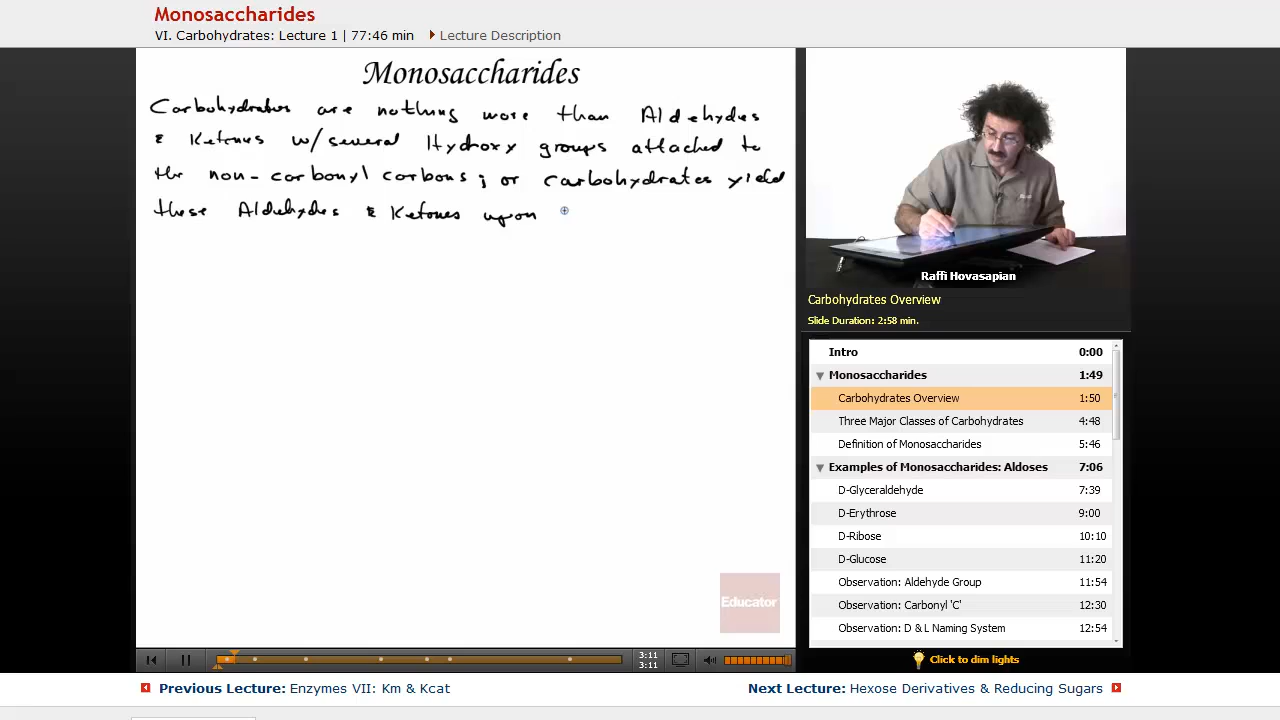 Monosaccharides
VI. Carbohydrates: Lecture 1 | 77:46 min
Lecture Description
Monosaccharides
Carbohydrates are nothing more than Aldehydes
& Ketones w/several Hydroxy groups attached to
the non-carbonyl carbons; or carbohydrates yield
these Aldehydes & Ketones upon
Educator
3:11
3:11
Raffi Hovasapian
Carbohydrates Overview
Slide Duration: 2:58 min.
Intro 0:00
Monosaccharides 1:49
Carbohydrates Overview 1:50
Three Major Classes of Carbohydrates 4:48
Definition of Monosaccharides 5:46
Examples of Monosaccharides: Aldoses 7:06
D-Glyceraldehyde 7:39
D-Erythrose 9:00
D-Ribose 10:10
D-Glucose 11:20
Observation: Aldehyde Group 11:54
Observation: Carbonyl 'C' 12:30
Observation: D & L Naming System 12:54
Click to dim lights
Previous Lecture: Enzymes VII: Km & Kcat
Next Lecture: Hexose Derivatives & Reducing Sugars